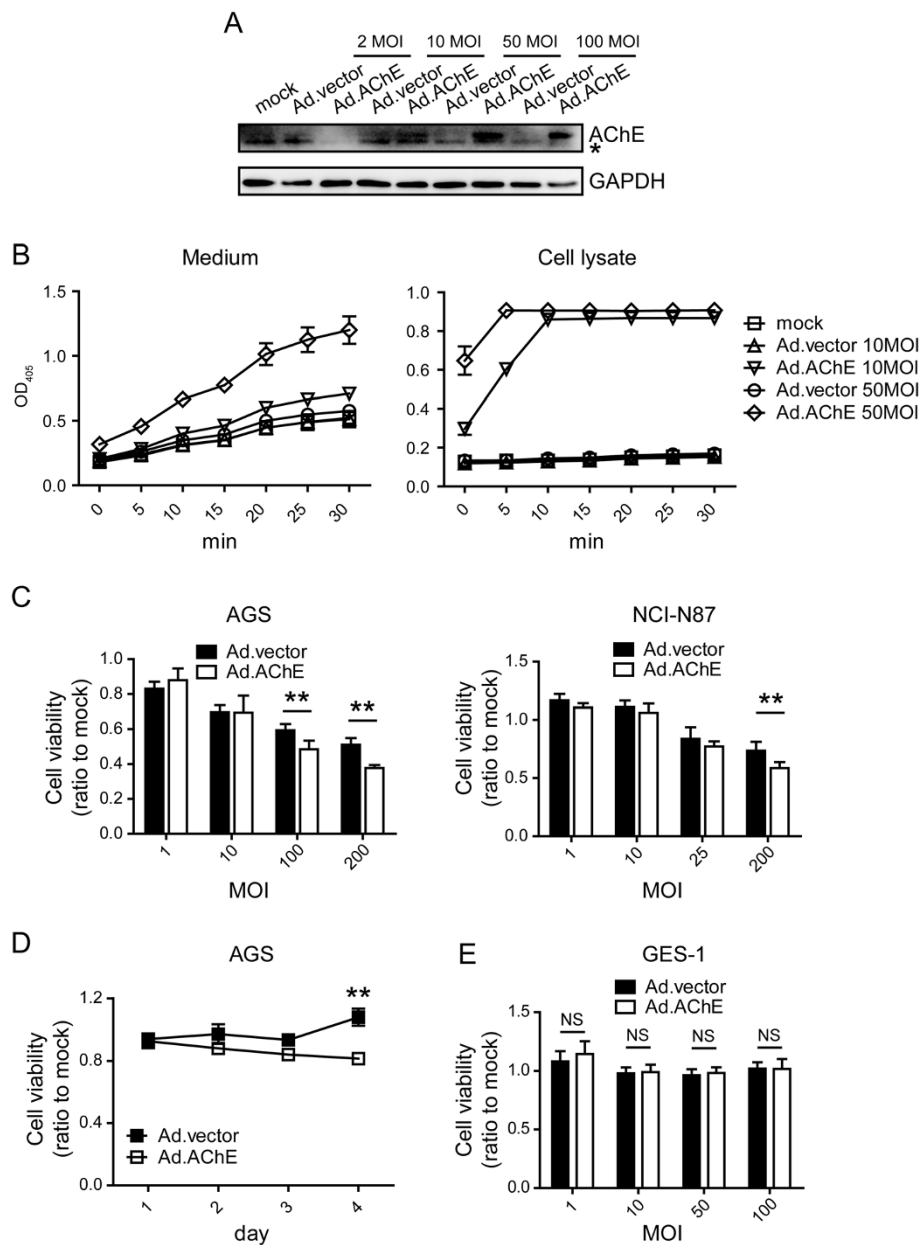 A
2 MOI 10 MOI 50 MOI 100 MOI
mock Ad.vector Ad.AChE Ad.vector Ad.AChE Ad.vector Ad.AChE Ad.vector Ad.AChE
AChE
*
GAPDH
B
Medium
OD405
1.5
1.0
0.5
0.0
0 5 10 15 20 25 30
min
Cell lysate
1.0
0.8
0.6
0.4
0.2
0.0
0 5 10 15 20 25 30
min
mock
Ad.vector 10MOI
Ad.AChE 10MOI
Ad.vector 50MOI
Ad.AChE 50MOI
C
AGS
Ad.vector
Ad.AChE
Cell viability
(ratio to mock)
1.0
0.8
0.6
0.4
0.2
0.0
** **
1 10 100 200
MOI
NCI-N87
Ad.vector
Ad.AChE
Cell viability
(ratio to mock)
1.5
1.0
0.5
0.0
**
1 10 25 200
MOI
D
AGS
Cell viability
(ratio to mock)
1.2
0.8
0.4
0.0
**
Ad.vector
Ad.AChE
1 2 3 4
day
E
GES-1
Ad.vector
Ad.AChE
Cell viability
(ratio to mock)
1.5
1.0
0.5
0.0
NS NS NS NS
1 10 50 100
MOI